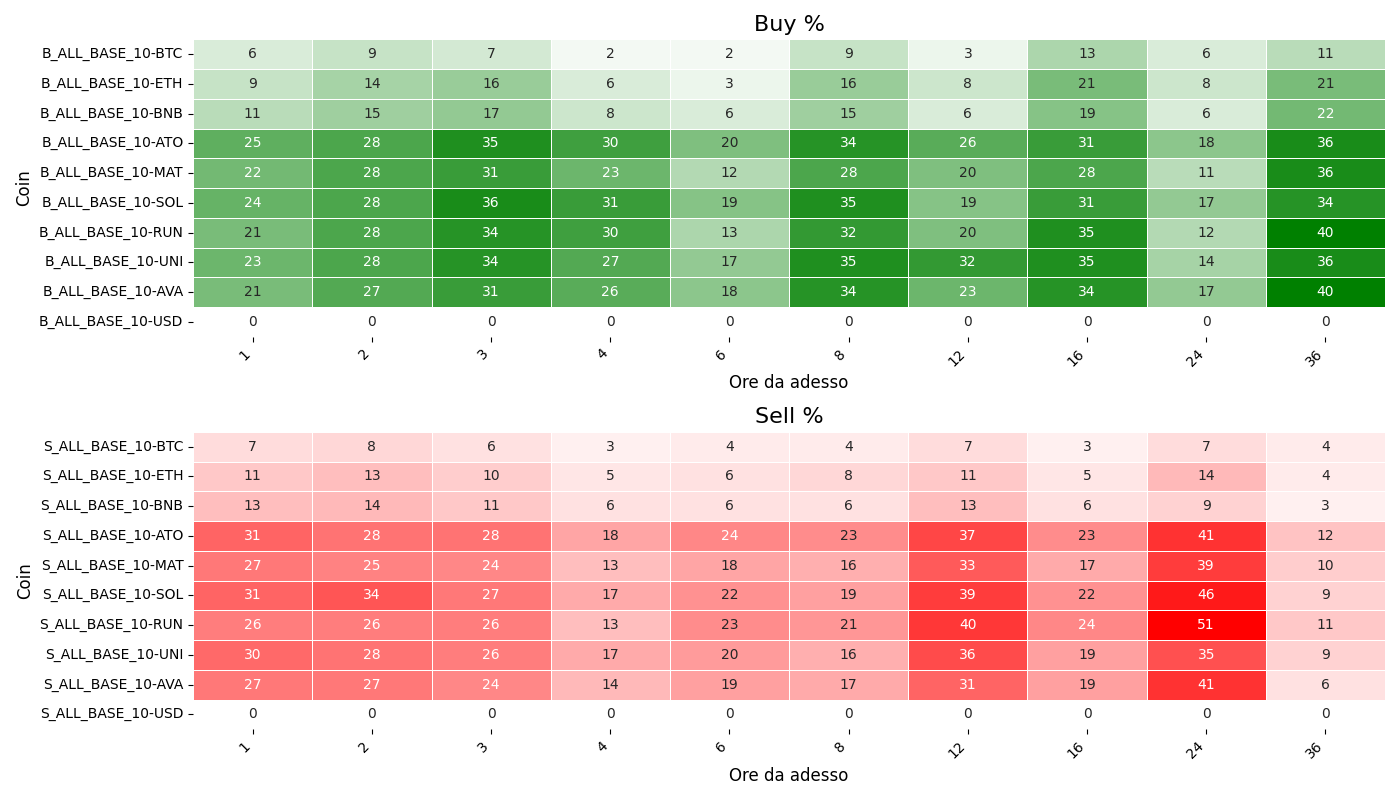 Buy %
Coin
B_ALL_BASE_10-BTC 6 9 7 2 2 9 3 13 6 11
B_ALL_BASE_10-ETH 9 14 16 6 3 16 8 21 8 21
B_ALL_BASE_10-BNB 11 15 17 8 6 15 6 19 6 22
B_ALL_BASE_10-ATO 25 28 35 30 20 34 26 31 18 36
B_ALL_BASE_10-MAT 22 28 31 23 12 28 20 28 11 36
B_ALL_BASE_10-SOL 24 28 36 31 19 35 19 31 17 34
B_ALL_BASE_10-RUN 21 28 34 30 13 32 20 35 12 40
B_ALL_BASE_10-UNI 23 28 34 27 17 35 32 35 14 36
B_ALL_BASE_10-AVA 21 27 31 26 18 34 23 34 17 40
B_ALL_BASE_10-USD 0 0 0 0 0 0 0 0 0 0
1 2 3 4 6 8 12 16 24 36
Ore da adesso
Sell %
Coin
S_ALL_BASE_10-BTC 7 8 6 3 4 4 7 3 7 4
S_ALL_BASE_10-ETH 11 13 10 5 6 8 11 5 14 4
S_ALL_BASE_10-BNB 13 14 11 6 6 6 13 6 9 3
S_ALL_BASE_10-ATO 31 28 28 18 24 23 37 23 41 12
S_ALL_BASE_10-MAT 27 25 24 13 18 16 33 17 39 10
S_ALL_BASE_10-SOL 31 34 27 17 22 19 39 22 46 9
S_ALL_BASE_10-RUN 26 26 26 13 23 21 40 24 51 11
S_ALL_BASE_10-UNI 30 28 26 17 20 16 36 19 35 9
S_ALL_BASE_10-AVA 27 27 24 14 19 17 31 19 41 6
S_ALL_BASE_10-USD 0 0 0 0 0 0 0 0 0 0
1 2 3 4 6 8 12 16 24 36
Ore da adesso